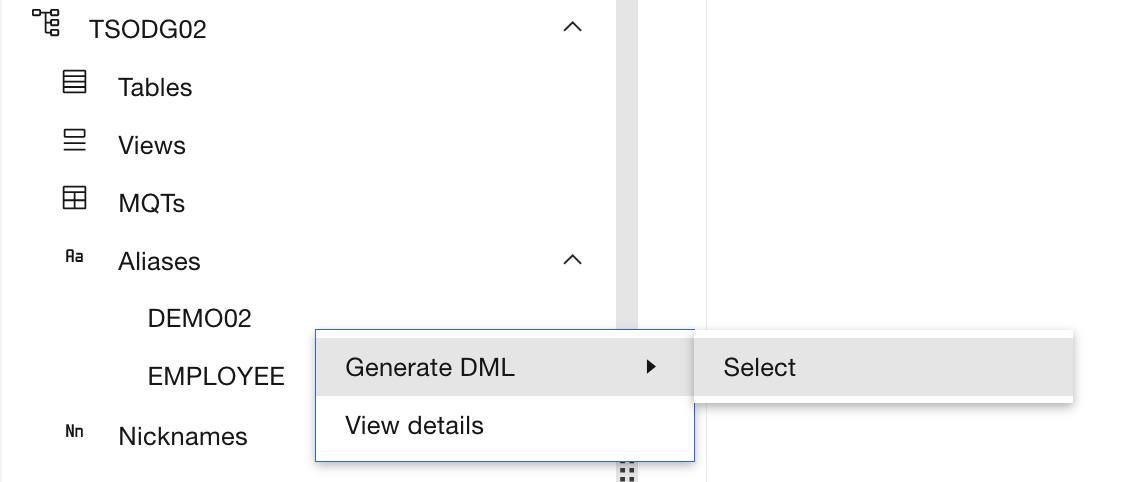 TSODG02
Tables
Views
MQTs
Aa Aliases
DEMO02
EMPLOYEE
Generate DML Select
View details
Nn Nicknames